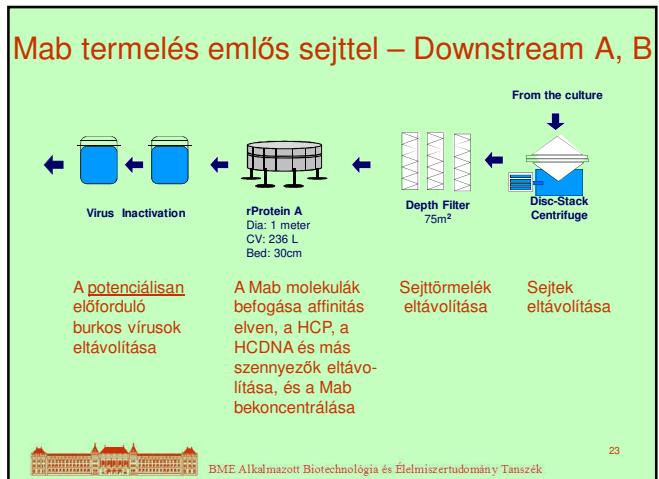 Mab termelés emlős sejttel – Downstream A, B
From the culture
Virus Inactivation
rProtein A
Dia: 1 meter
CV: 236 L
Bed: 30cm
Depth Filter
75m²
Disc-Stack
Centrifuge
A potenciálisan
előforduló
burkos vírusok
eltávolítása
A Mab molekulák
befogása affinitás
elven, a HCP, a
HCDNA és más
szennyezők eltávo-
lítása, és a Mab
bekoncentrálása
Sejttörmelék
eltávolítása
Sejtek
eltávolítása
23
BME Alkalmazott Biotechnológia és Élelmiszertudomány Tanszék